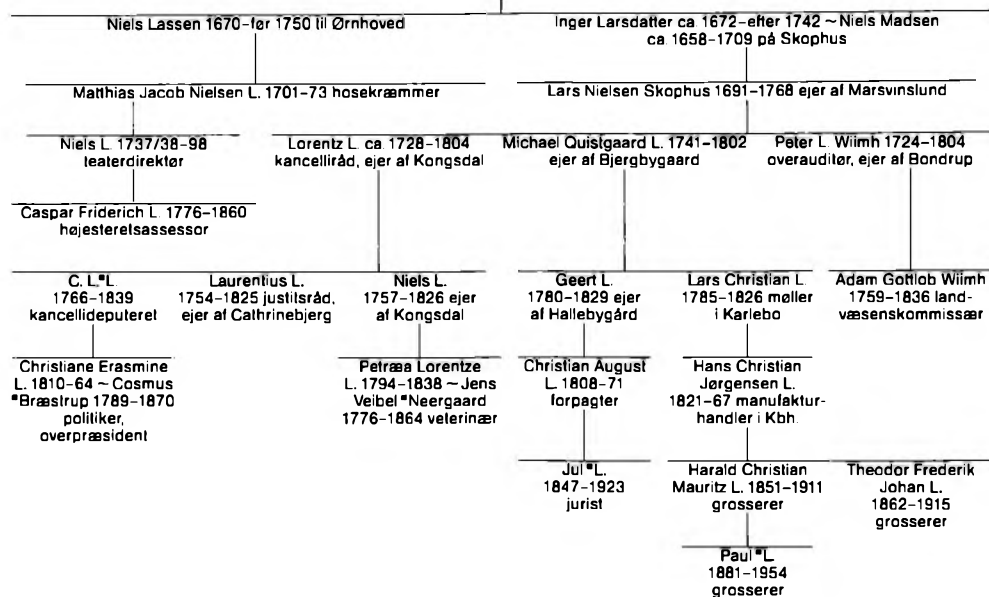 Niels Lassen 1670–før 1750 til Ørnhoved
Inger Larsdatter ca. 1672–efter 1742 ~ Niels Madsen
ca. 1658–1709 på Skophus
Matthias Jacob Nielsen L. 1701–73 hosekræmmer
Lars Nielsen Skophus 1691–1768 ejer af Marsvinslund
Niels L. 1737/38–98
teaterdirektør
Lorentz L. ca. 1728–1804
kancelliråd, ejer af Kongsdal
Michael Quistgaard L. 1741–1802
ejer af Bjergbygaard
Peter L. Wiimh 1724–1804
overauditør, ejer af Bondrup
Caspar Friderich L. 1776–1860
højesteretsassessor
C. L.*L.
1766–1839
kancellideputeret
Laurentius L.
1754–1825 justitsråd,
ejer af Cathrinebjerg
Niels L.
1757–1826 ejer
af Kongsdal
Geert L.
1780–1829 ejer
af Hallebygård
Lars Christian L.
1785–1826 møller
i Karlebo
Adam Gottlob Wiimh
1759–1836 land-
væsenskommissær
Christiane Erasmine
L. 1810–64 ~ Cosmus
*Bræstrup 1789–1870
politiker,
overpræsident
Petræa Lorentze
L. 1794–1838 ~ Jens
Veibel *Neergaard
1776–1864 veterinær
Christian August
L. 1808–71
forpagter
Hans Christian
Jørgensen L.
1821–67 manufaktur-
handler i Kbh.
Jul *L.
1847–1923
jurist
Harald Christian
Mauritz L. 1851–1911
grosserer
Theodor Frederik
Johan L.
1862–1915
grosserer
Paul *L.
1881–1954
grosserer